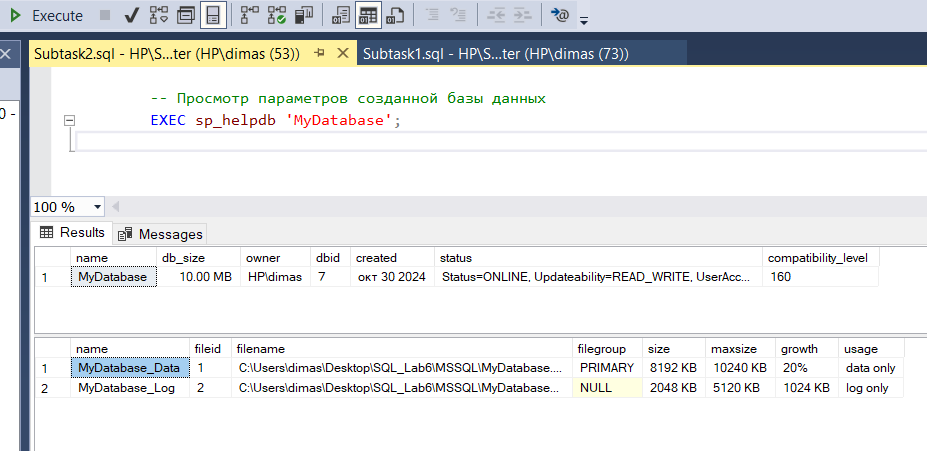 Execute
Subtask2.sql - HP\S...ter (HP\dimas (53)) Subtask1.sql - HP\S...ter (HP\dimas (73))
0 -
-- Просмотр параметров созданной базы данных
EXEC sp_helpdb 'MyDatabase';
100 %
Results Messages
name db_size owner dbid created status compatibility_level
1 MyDatabase 10.00 MB HP\dimas 7 окт 30 2024 Status=ONLINE, Updateability=READ_WRITE, UserAcc... 160
name fileid filename filegroup size maxsize growth usage
1 MyDatabase_Data 1 C:\Users\dimas\Desktop\SQL_Lab6\MSSQL\MyDatabase.... PRIMARY 8192 KB 10240 KB 20% data only
2 MyDatabase_Log 2 C:\Users\dimas\Desktop\SQL_Lab6\MSSQL\MyDatabase.... NULL 2048 KB 5120 KB 1024 KB log only